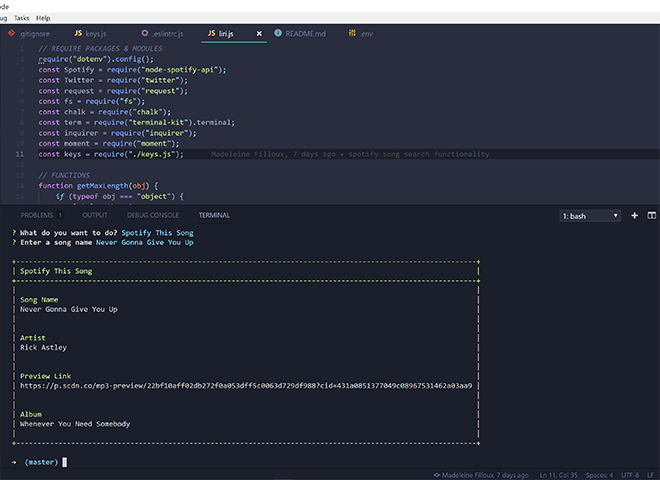 ode
ug Tasks Help
.gitignore
keys.js
.eslintrc.js
liri.js
README.md
.env
1 // REQUIRE PACKAGES & MODULES
2 require("dotenv").config();
3 const Spotify = require("node-spotify-api");
4 const Twitter = require("twitter");
5 const request = require("request");
6 const fs = require("fs");
7 const chalk = require("chalk");
8 const term = require("terminal-kit").terminal;
9 const inquirer = require("inquirer");
10 const moment = require("moment");
11 const keys = require("./keys.js"); Madeleine Filloux, 7 days ago • spotify song search functionality
12
13 // FUNCTIONS
14 function getMaxLength(obj) {
15 if (typeof obj === "object") {
PROBLEMS 1 OUTPUT DEBUG CONSOLE TERMINAL 1: bash
? What do you want to do? Spotify This Song
? Enter a song name Never Gonna Give You Up
Spotify This Song
Song Name
Never Gonna Give You Up
Artist
Rick Astley
Preview Link
https://p.scdn.co/mp3-preview/22bf10aff02db272f0a053dff5c0063d729df988?cid=431a0851377049c08967531462a03aa9
Album
Whenever You Need Somebody
→ (master)
Madeleine Filloux, 7 days ago Ln 11, Col 35 Spaces: 4 UTF-8 LF